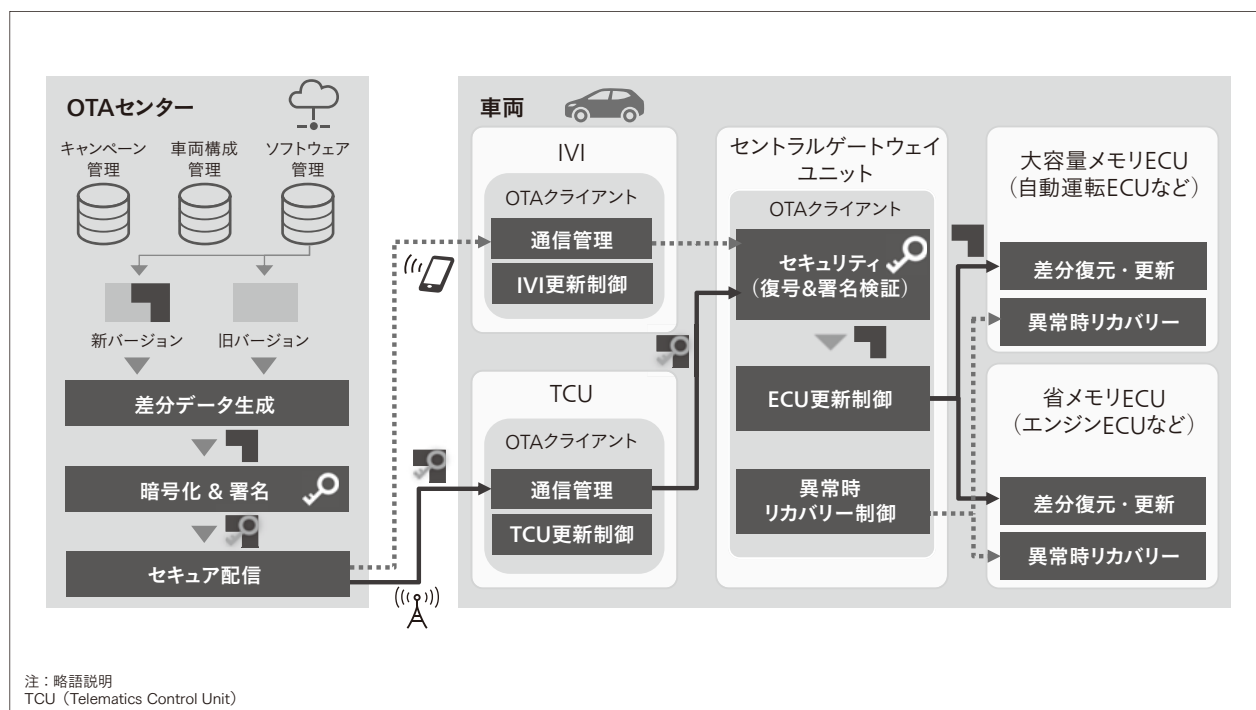 OTAセンター
キャンペーン
管理
車両構成
管理
ソフトウェア
管理
新バージョン
旧バージョン
差分データ生成
暗号化 & 署名
セキュア配信
車両
IVI
OTAクライアント
通信管理
IVI更新制御
TCU
OTAクライアント
通信管理
TCU更新制御
セントラルゲートウェイ
ユニット
OTAクライアント
セキュリティ
(復号&署名検証)
ECU更新制御
異常時
リカバリー制御
大容量メモリECU
(自動運転ECUなど)
差分復元・更新
異常時リカバリー
省メモリECU
(エンジンECUなど)
差分復元・更新
異常時リカバリー
注:略語説明
TCU(Telematics Control Unit)